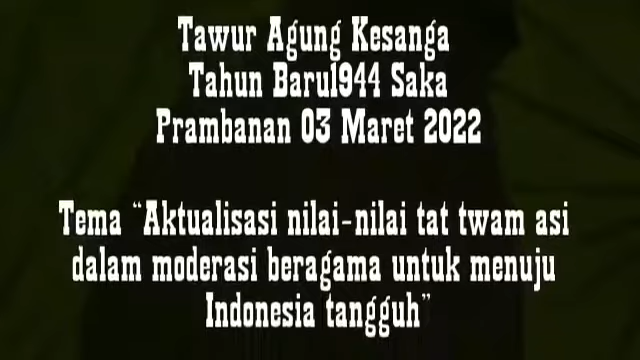 Tawur Agung Kesanga
Tahun Baru1944 Saka
Prambanan 03 Maret 2022
Tema “Aktualisasi nilai-nilai tat twam asi
dalam moderasi beragama untuk menuju
Indonesia tangguh”